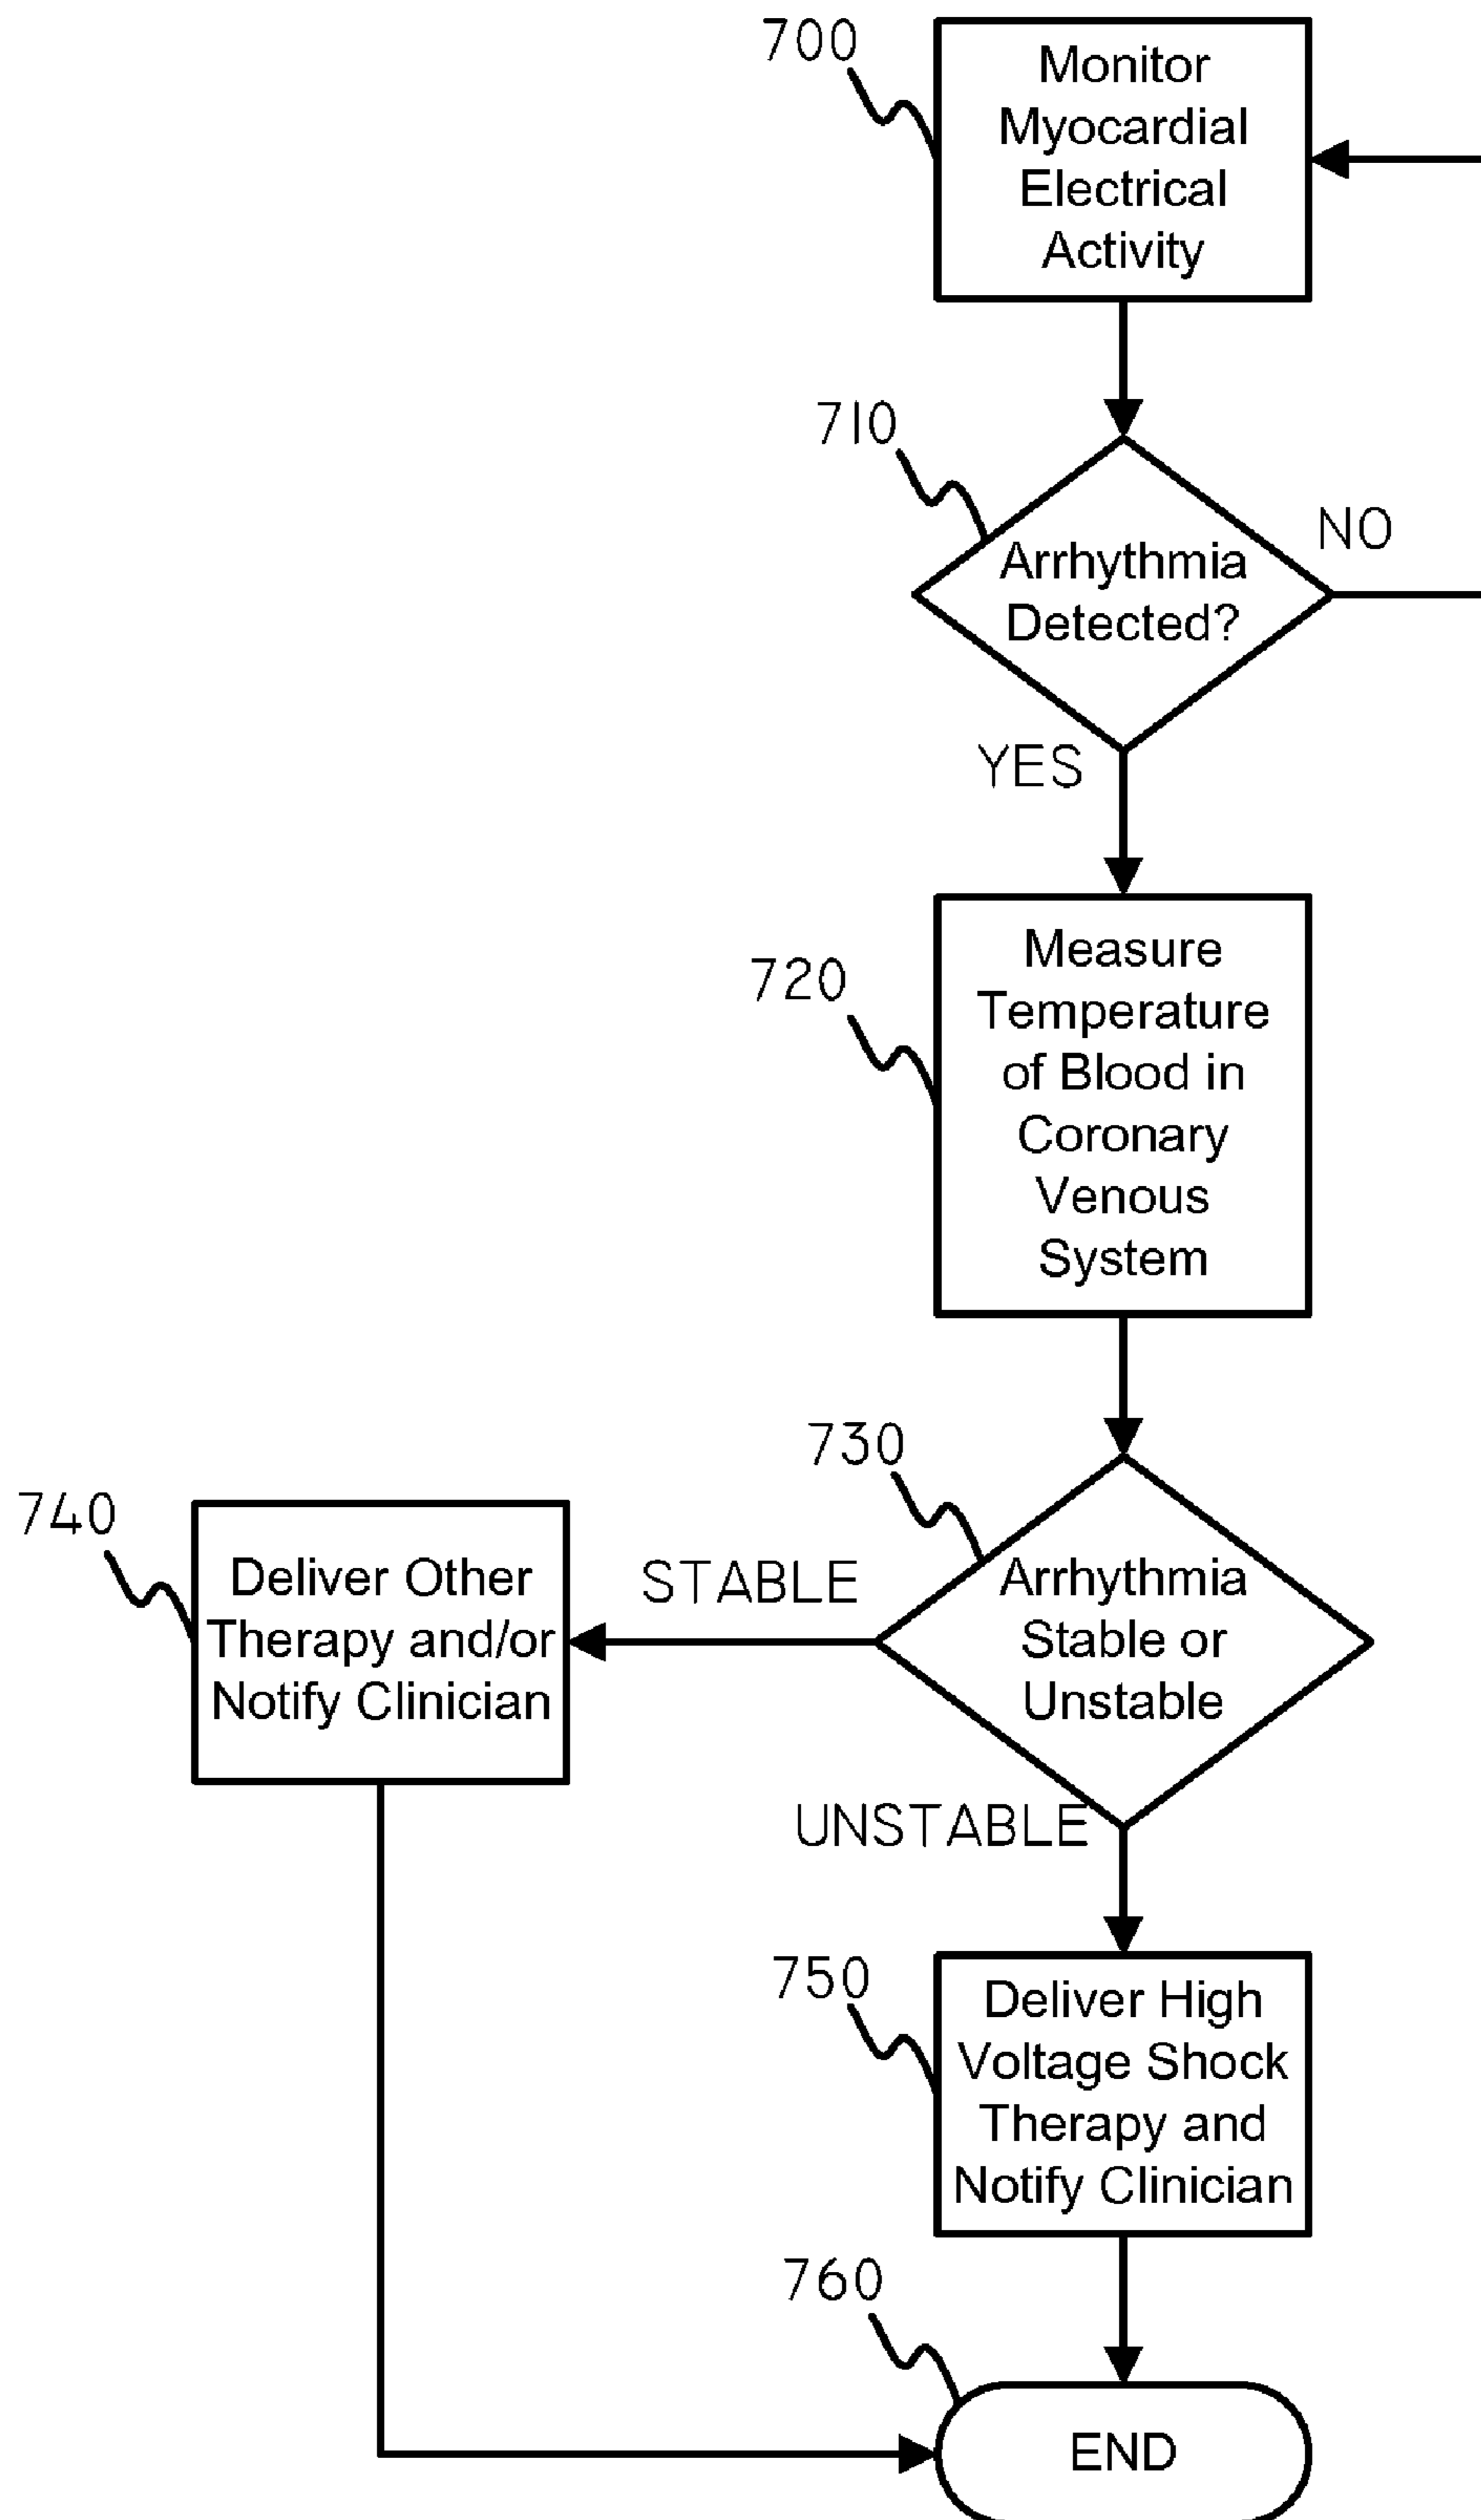 700
Monitor
Myocardial
Electrical
Activity
710
Arrhythmia
Detected?
NO
YES
720
Measure
Temperature
of Blood in
Coronary
Venous
System
730
Arrhythmia
Stable or
Unstable
STABLE
740
Deliver Other
Therapy and/or
Notify Clinician
UNSTABLE
750
Deliver High
Voltage Shock
Therapy and
Notify Clinician
760
END